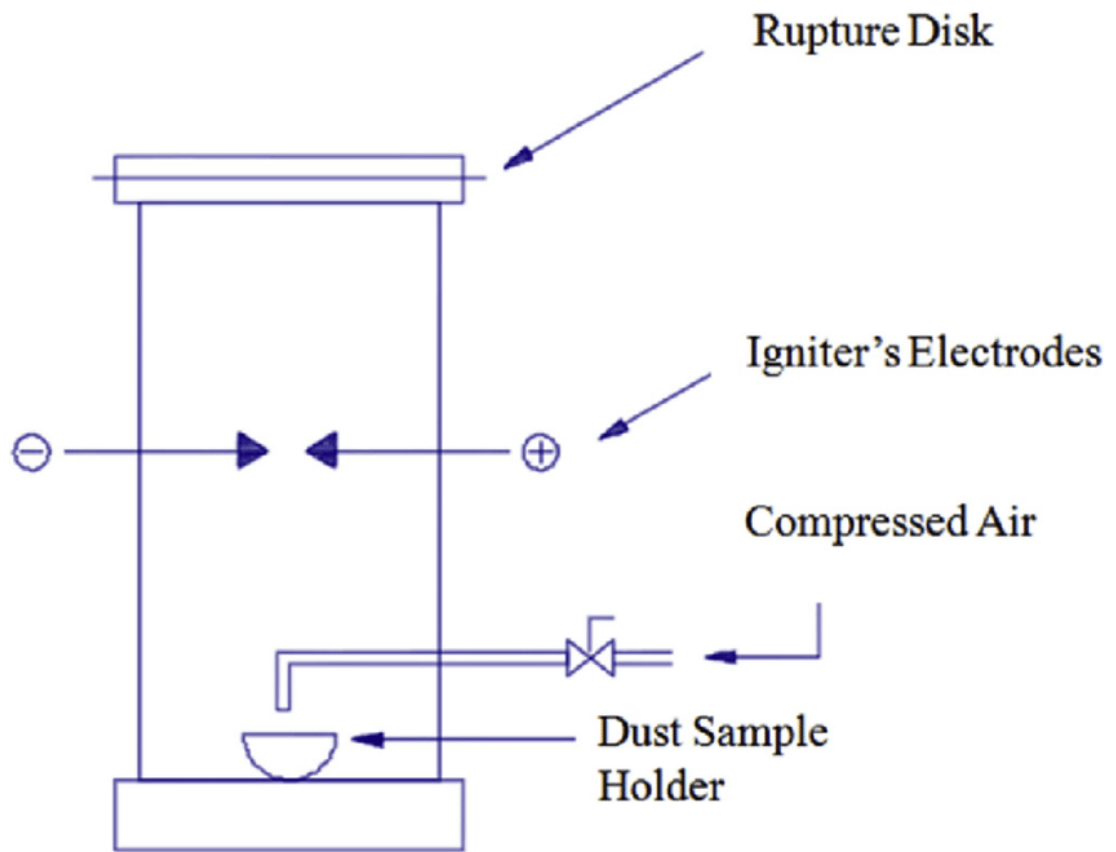 Rupture Disk
Igniter’s Electrodes
Compressed Air
Dust Sample
Holder